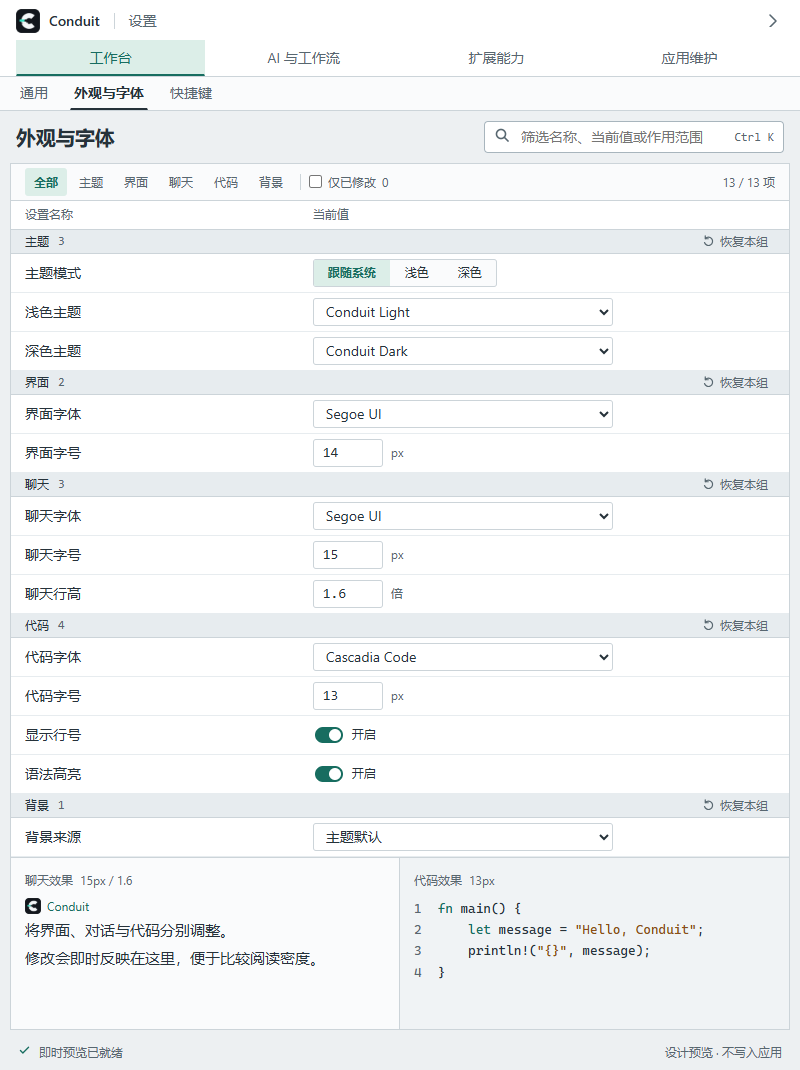 Conduit 设置
工作台 AI 与工作流 扩展能力 应用维护
通用 外观与字体 快捷键
外观与字体 筛选名称、当前值或作用范围 Ctrl K
全部 主题 界面 聊天 代码 背景 仅已修改 0 13 / 13 项
设置名称 当前值
主题 3 恢复本组
主题模式 跟随系统 浅色 深色
浅色主题 Conduit Light
深色主题 Conduit Dark
界面 2 恢复本组
界面字体 Segoe UI
界面字号 14 px
聊天 3 恢复本组
聊天字体 Segoe UI
聊天字号 15 px
聊天行高 1.6 倍
代码 4 恢复本组
代码字体 Cascadia Code
代码字号 13 px
显示行号 开启
语法高亮 开启
背景 1 恢复本组
背景来源 主题默认
聊天效果 15px / 1.6
Conduit
将界面、对话与代码分别调整。
修改会即时反映在这里，便于比较阅读密度。
代码效果 13px
1 fn main() {
2 let message = "Hello, Conduit";
3 println!("{}", message);
4 }
即时预览已就绪 设计预览 · 不写入应用